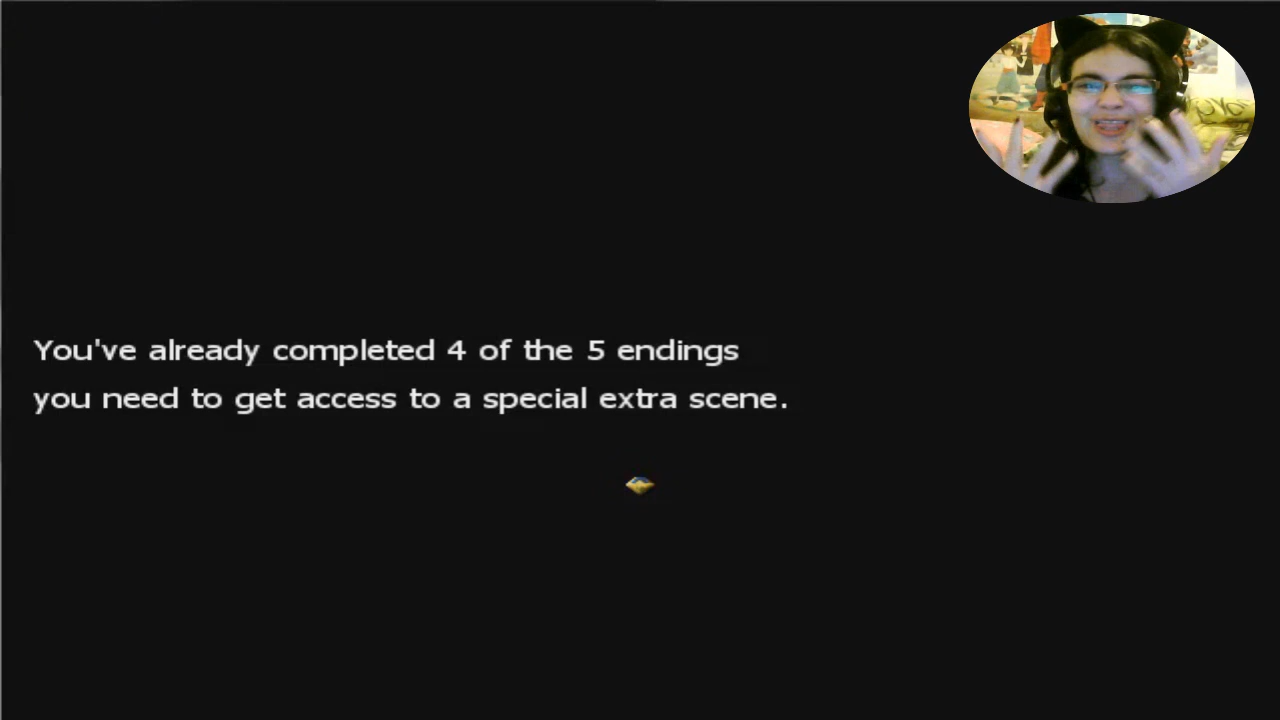 You've already completed 4 of the 5 endings
you need to get access to a special extra scene.